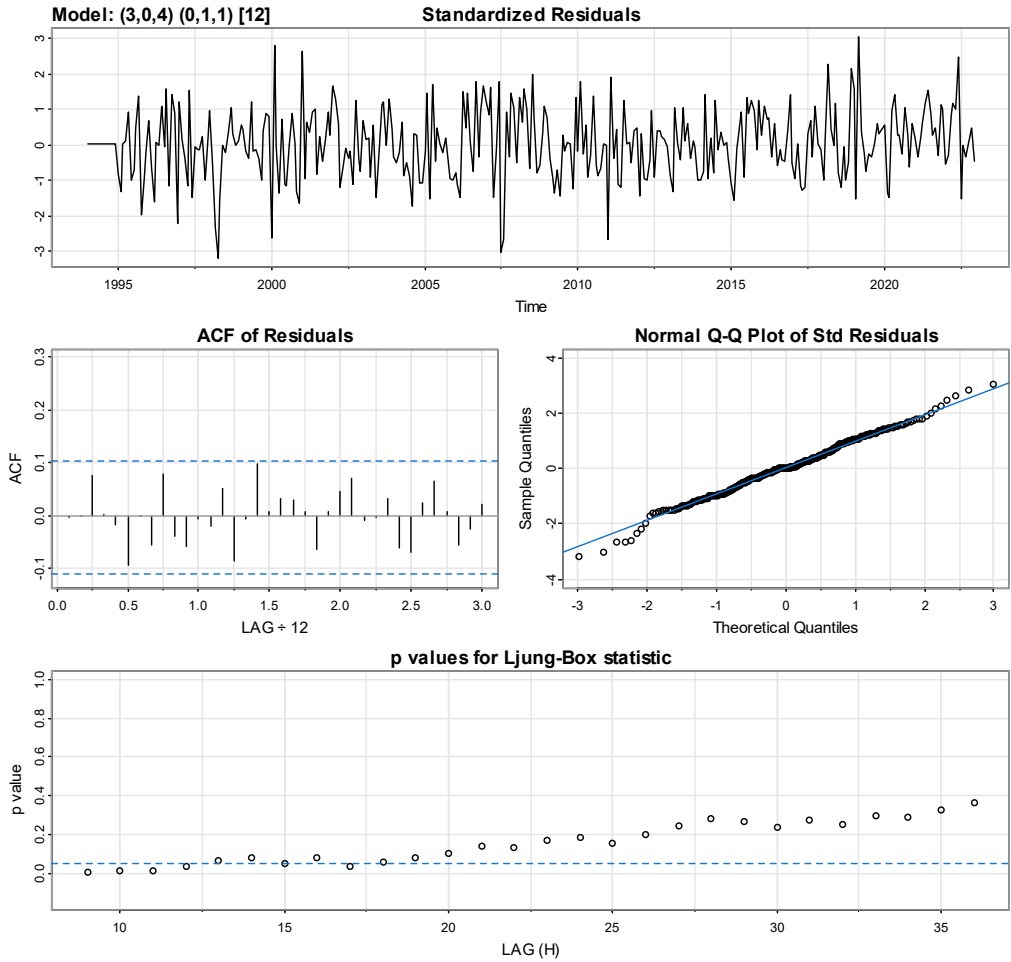 Model: (3,0,4) (0,1,1) [12]
Standardized Residuals
3
2
1
0
-1
-2
-3
1995 2000 2005 2010 2015 2020
Time
ACF of Residuals
0.3
0.2
0.1
0.0
-0.1
ACF
0.0 0.5 1.0 1.5 2.0 2.5 3.0
LAG ÷ 12
Normal Q-Q Plot of Std Residuals
4
2
0
-2
-4
Sample Quantiles
-3 -2 -1 0 1 2 3
Theoretical Quantiles
p values for Ljung-Box statistic
1.0
0.8
0.6
0.4
0.2
0.0
p value
10 15 20 25 30 35
LAG (H)